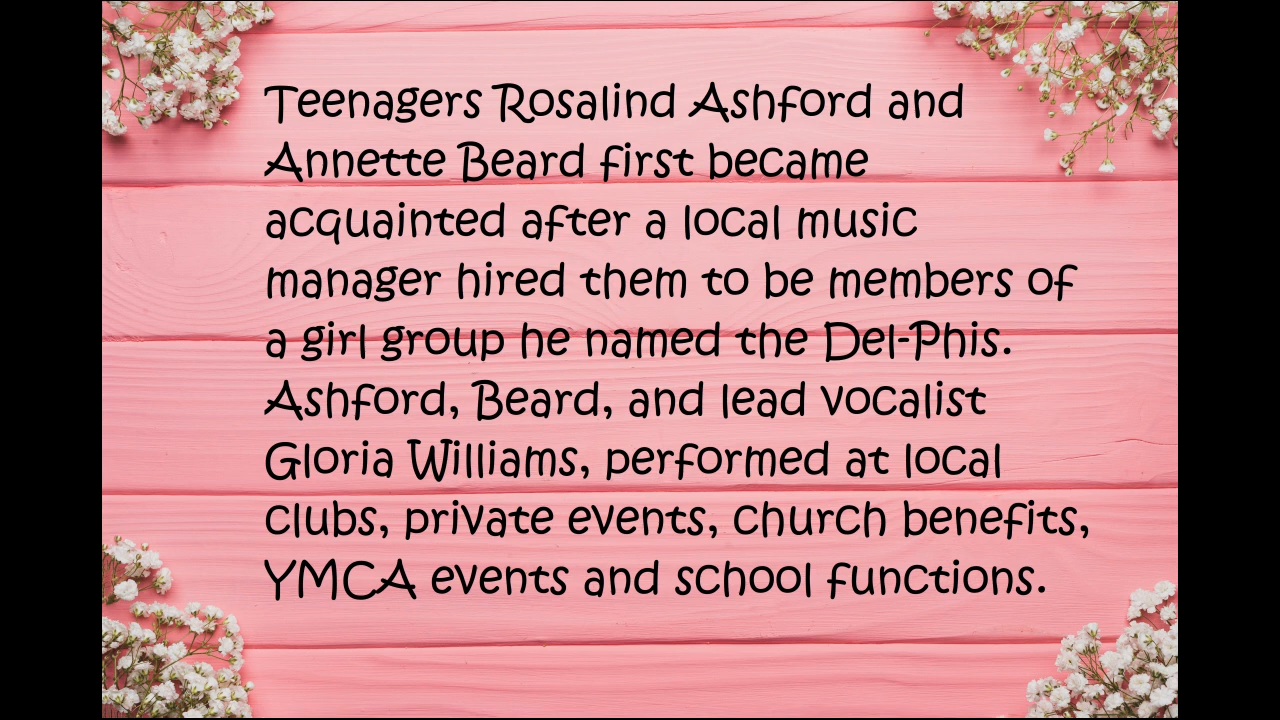 Teenagers Rosalind Ashford and
Annette Beard first became
acquainted after a local music
manager hired them to be members of
a girl group he named the Del-Phis.
Ashford, Beard, and lead vocalist
Gloria Williams, performed at local
clubs, private events, church benefits,
YMCA events and school functions.